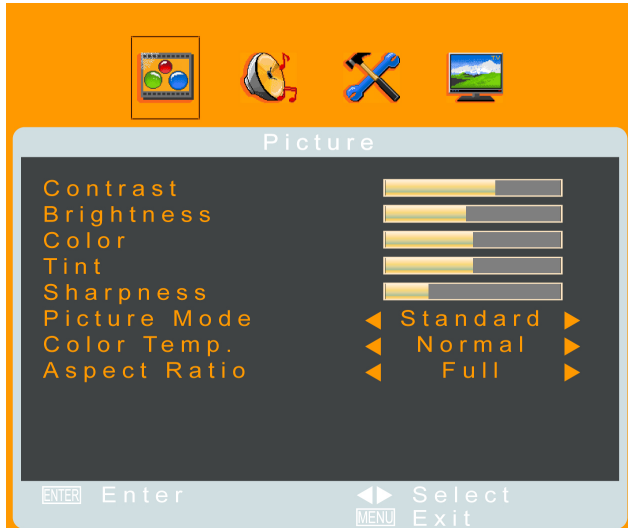 TV
Picture
Contrast
Brightness
Color
Tint
Sharpness
Picture Mode Standard
Color Temp. Normal
Aspect Ratio Full
ENTER Enter Select
MENU Exit